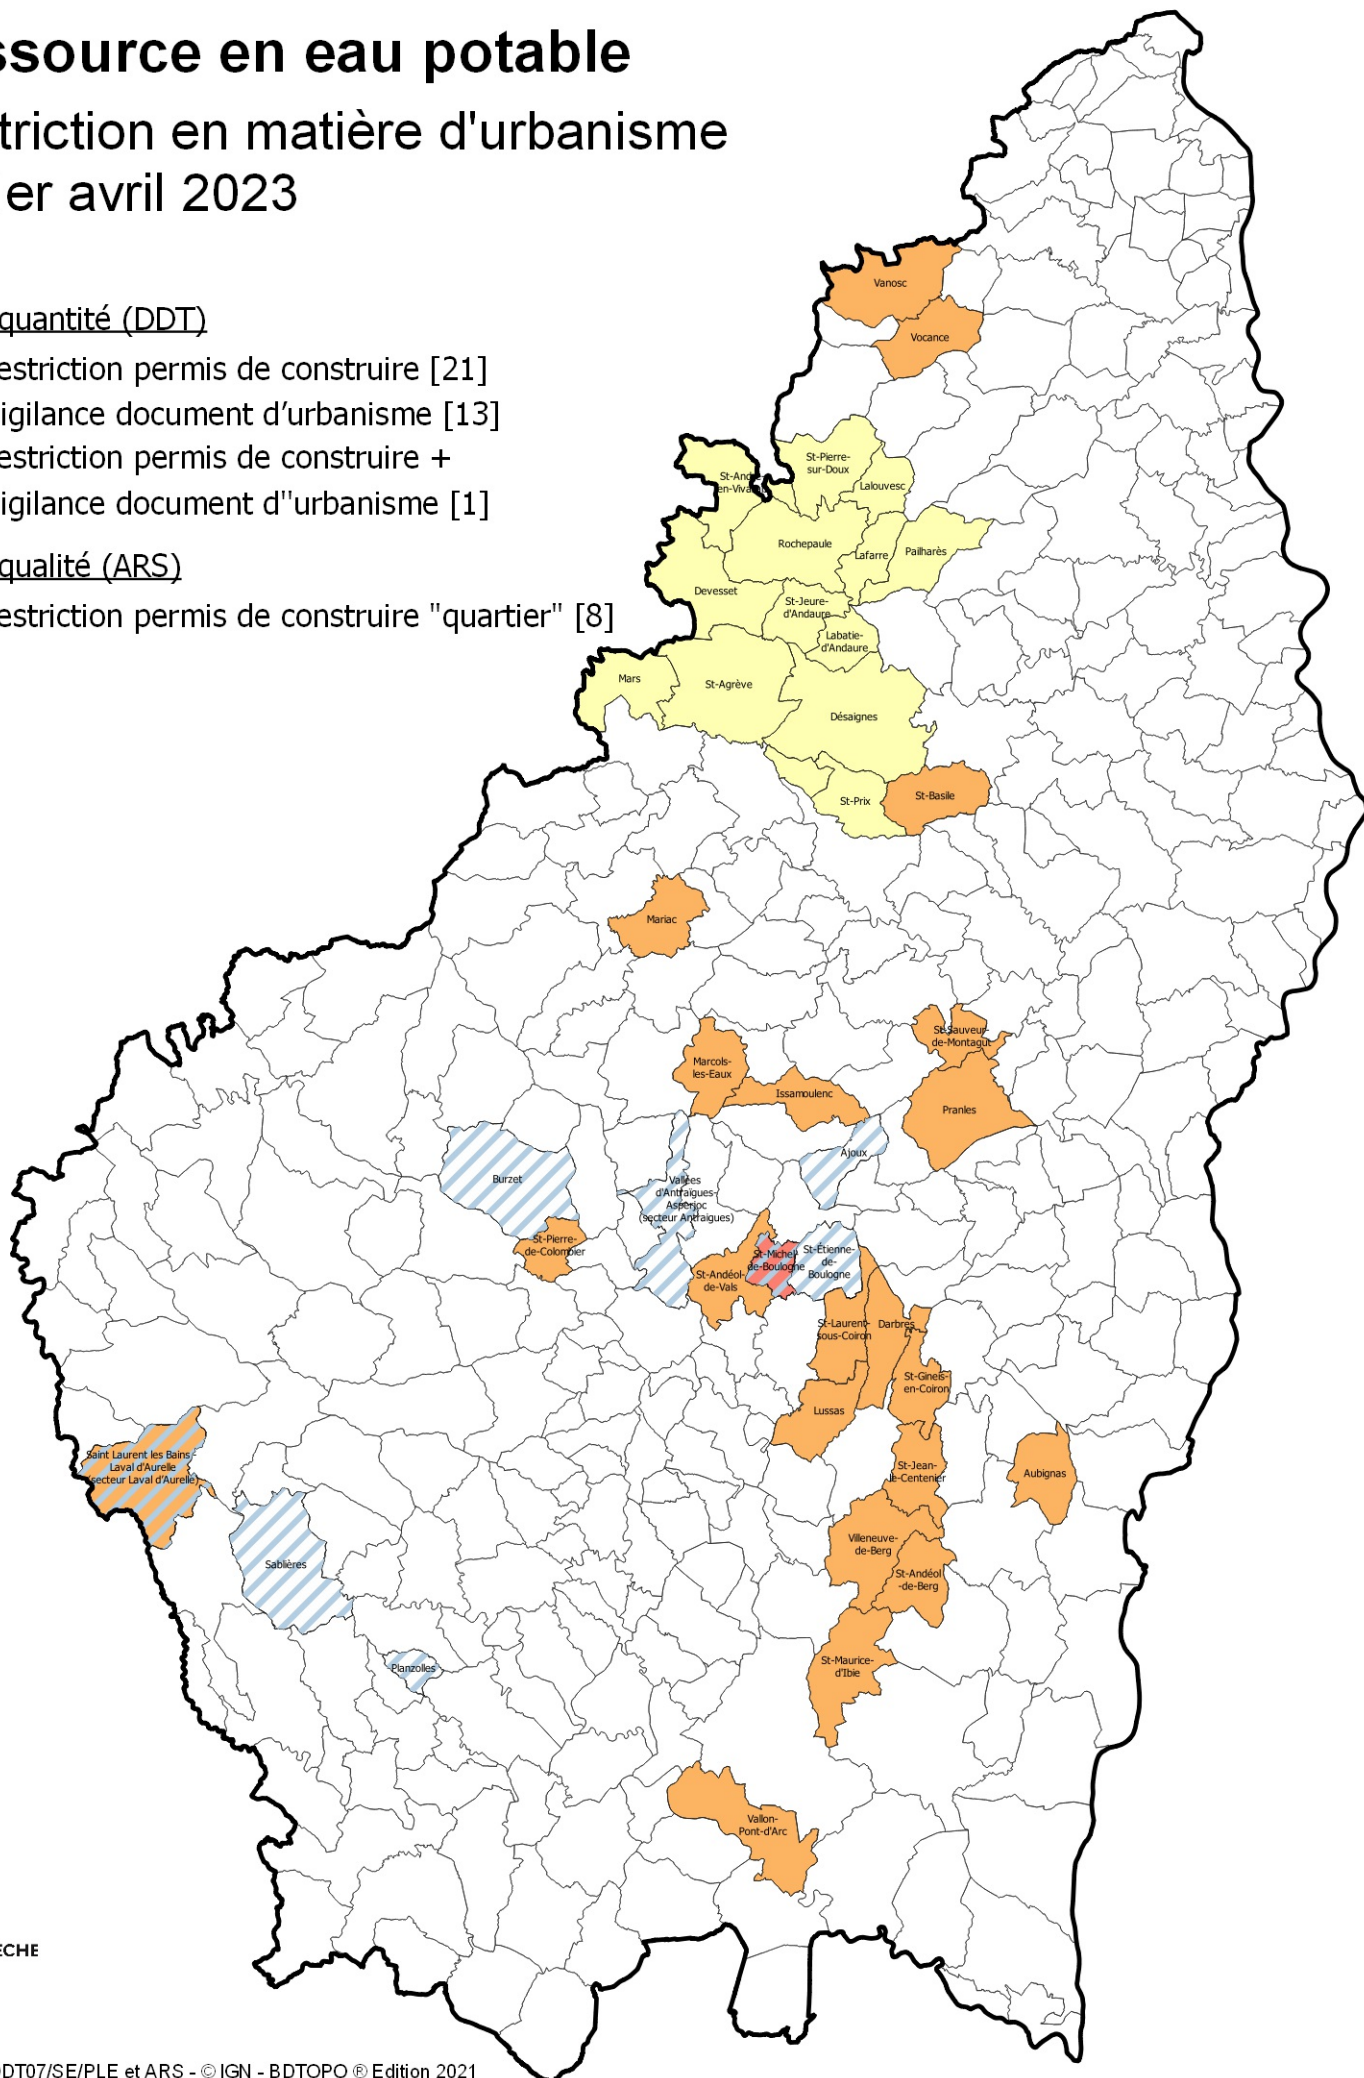 ssource en eau potable
triction en matière d'urbanisme
er avril 2023
quantité (DDT)
estriction permis de construire [21]
igilance document d'urbanisme [13]
estriction permis de construire +
igilance document d''urbanisme [1]
qualité (ARS)
estriction permis de construire "quartier" [8]
Vanosc
Vocance
St-Pierre-
sur-Doux
St-André-
en-Vivarais
Lalouvesc
Rochepaule
Lafarre
Pailharès
Devesset
St-Jeure-
d'Andaure
Labatie-
d'Andaure
Mars
St-Agrève
Désaignes
St-Prix
St-Basile
Mariac
St-Sauveur-
de-Montagut
Marcols-
les-Eaux
Issamoulenc
Pranles
Ajoux
Burzet
Vallées
d'Antraigues-
Asperjoc
(secteur Antraigues)
St-Pierre-
de-Colombier
St-Michel-
de-Boulogne
St-Étienne-
de-
Boulogne
St-Andéol-
de-Vals
St-Laurent-
sous-Coiron
Darbres
St-Gineis-
en-Coiron
Lussas
Saint Laurent les Bains -
Laval d'Aurelle
(secteur Laval d'Aurelle)
St-Jean-
le-Centenier
Aubignas
Villeneuve-
de-Berg
St-Andéol
-de-Berg
Sablières
St-Maurice-
d'Ibie
Planzolles
Vallon-
Pont-d'Arc
ÈCHE
DDT07/SE/PLE et ARS - © IGN - BDTOPO ® Edition 2021